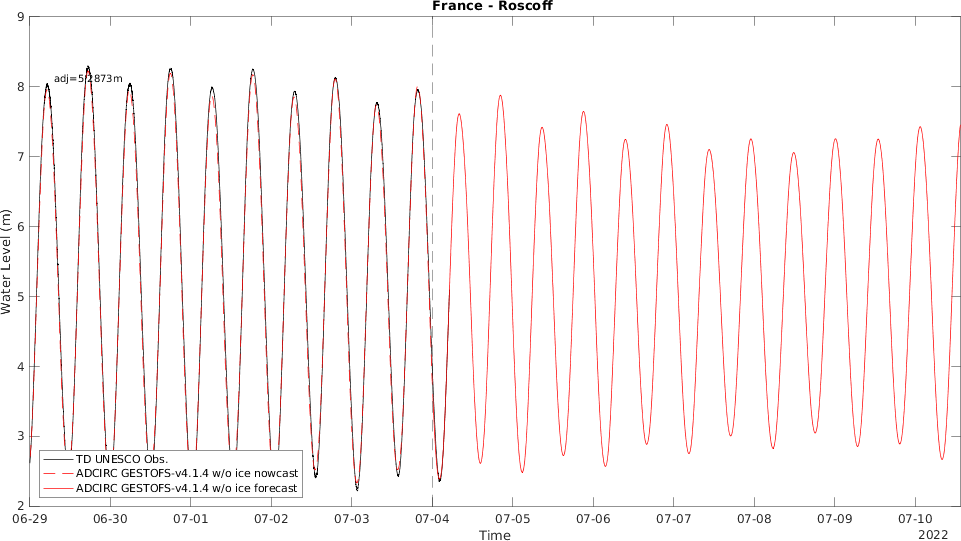 France - Roscoff
adj=5.2873m
Water Level (m)
9
8
7
6
5
4
3
2
TD UNESCO Obs.
ADCIRC GESTOFS-v4.1.4 w/o ice nowcast
ADCIRC GESTOFS-v4.1.4 w/o ice forecast
06-29 06-30 07-01 07-02 07-03 07-04 07-05 07-06 07-07 07-08 07-09 07-10
Time
2022